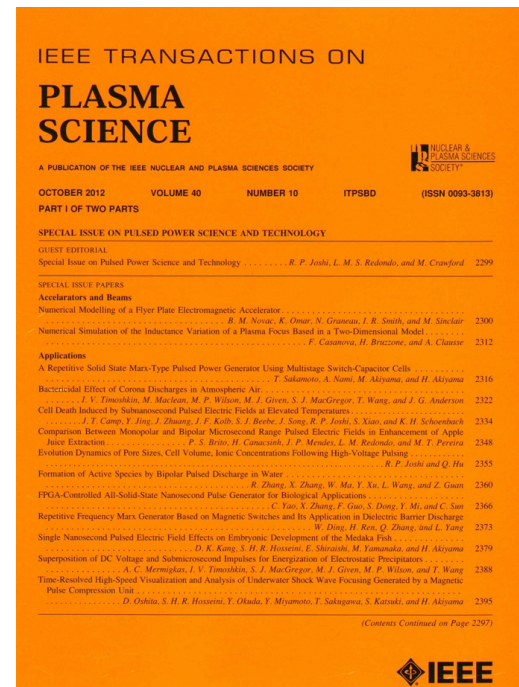 IEEE TRANSACTIONS ON
PLASMA
SCIENCE
A PUBLICATION OF THE IEEE NUCLEAR AND PLASMA SCIENCES SOCIETY
NUCLEAR &
PLASMA SCIENCES
SOCIETY
OCTOBER 2012 VOLUME 40 NUMBER 10 ITPSBD (ISSN 0093-3813)
PART I OF TWO PARTS
SPECIAL ISSUE ON PULSED POWER SCIENCE AND TECHNOLOGY
GUEST EDITORIAL
Special Issue on Pulsed Power Science and Technology ......... R. P. Joshi, L. M. S. Redondo, and M. Crawford 2299
SPECIAL ISSUE PAPERS
Accelarators and Beams
Numerical Modelling of a Flyer Plate Electromagnetic Accelerator
B. M. Novac, K. Omar, N. Graneau, I. R. Smith, and M. Sinclair 2300
Numerical Simulation of the Inductance Variation of a Plasma Focus Based in a Two-Dimensional Model
F. Casanova, H. Bruzzone, and A. Clausse 2312
Applications
A Repetitive Solid State Marx-Type Pulsed Power Generator Using Multistage Switch-Capacitor Cells
T. Sakamoto, A. Nami, M. Akiyama, and H. Akiyama 2316
Bactericidal Effect of Corona Discharges in Atmospheric Air
I. V. Timoshkin, M. Maclean, M. P. Wilson, M. J. Given, S. J. MacGregor, T. Wang, and J. G. Anderson 2322
Cell Death Induced by Subnanosecond Pulsed Electric Fields at Elevated Temperatures
J. T. Camp, Y. Jing, J. Zhuang, J. F. Kolb, S. J. Beebe, J. Song, R. P. Joshi, S. Xiao, and K. H. Schoenbach 2334
Comparison Between Monopolar and Bipolar Microsecond Range Pulsed Electric Fields in Enhancement of Apple
Juice Extraction P. S. Brito, H. Canacsinh, J. P. Mendes, L. M. Redondo, and M. T. Pereira 2348
Evolution Dynamics of Pore Sizes, Cell Volume, Ionic Concentrations Following High-Voltage Pulsing
R. P. Joshi and Q. Hu 2355
Formation of Active Species by Bipolar Pulsed Discharge in Water
R. Zhang, X. Zhang, W. Ma, Y. Xu, L. Wang, and Z. Guan 2360
FPGA-Controlled All-Solid-State Nanosecond Pulse Generator for Biological Applications
C. Yao, X. Zhang, F. Guo, S. Dong, Y. Mi, and C. Sun 2366
Repetitive Frequency Marx Generator Based on Magnetic Switches and Its Application in Dielectric Barrier Discharge
W. Ding, H. Ren, Q. Zhang, and L. Yang 2373
Single Nanosecond Pulsed Electric Field Effects on Embryonic Development of the Medaka Fish
D. K. Kang, S. H. R. Hosseini, E. Shiraishi, M. Yamanaka, and H. Akiyama 2379
Superposition of DC Voltage and Submicrosecond Impulses for Energization of Electrostatic Precipitators
A. C. Mermigkas, I. V. Timoshkin, S. J. MacGregor, M. J. Given, M. P. Wilson, and T. Wang 2388
Time-Resolved High-Speed Visualization and Analysis of Underwater Shock Wave Focusing Generated by a Magnetic
Pulse Compression Unit
D. Oshita, S. H. R. Hosseini, Y. Okuda, Y. Miyamoto, T. Sakugawa, S. Katsuki, and H. Akiyama 2395
(Contents Continued on Page 2297)
IEEE